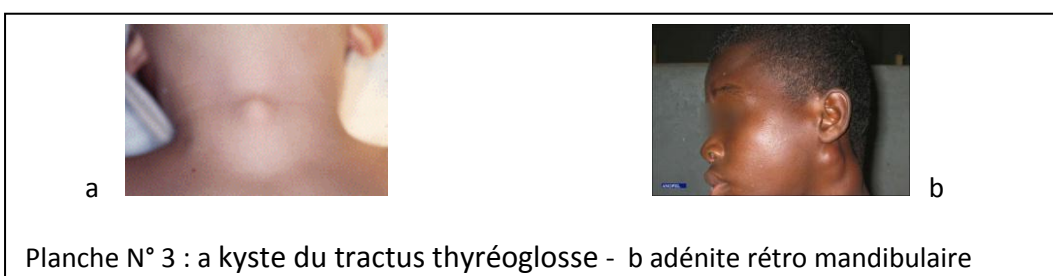 a
b
Planche N° 3 : a kyste du tractus thyréoglosse - b adénite rétro mandibulaire